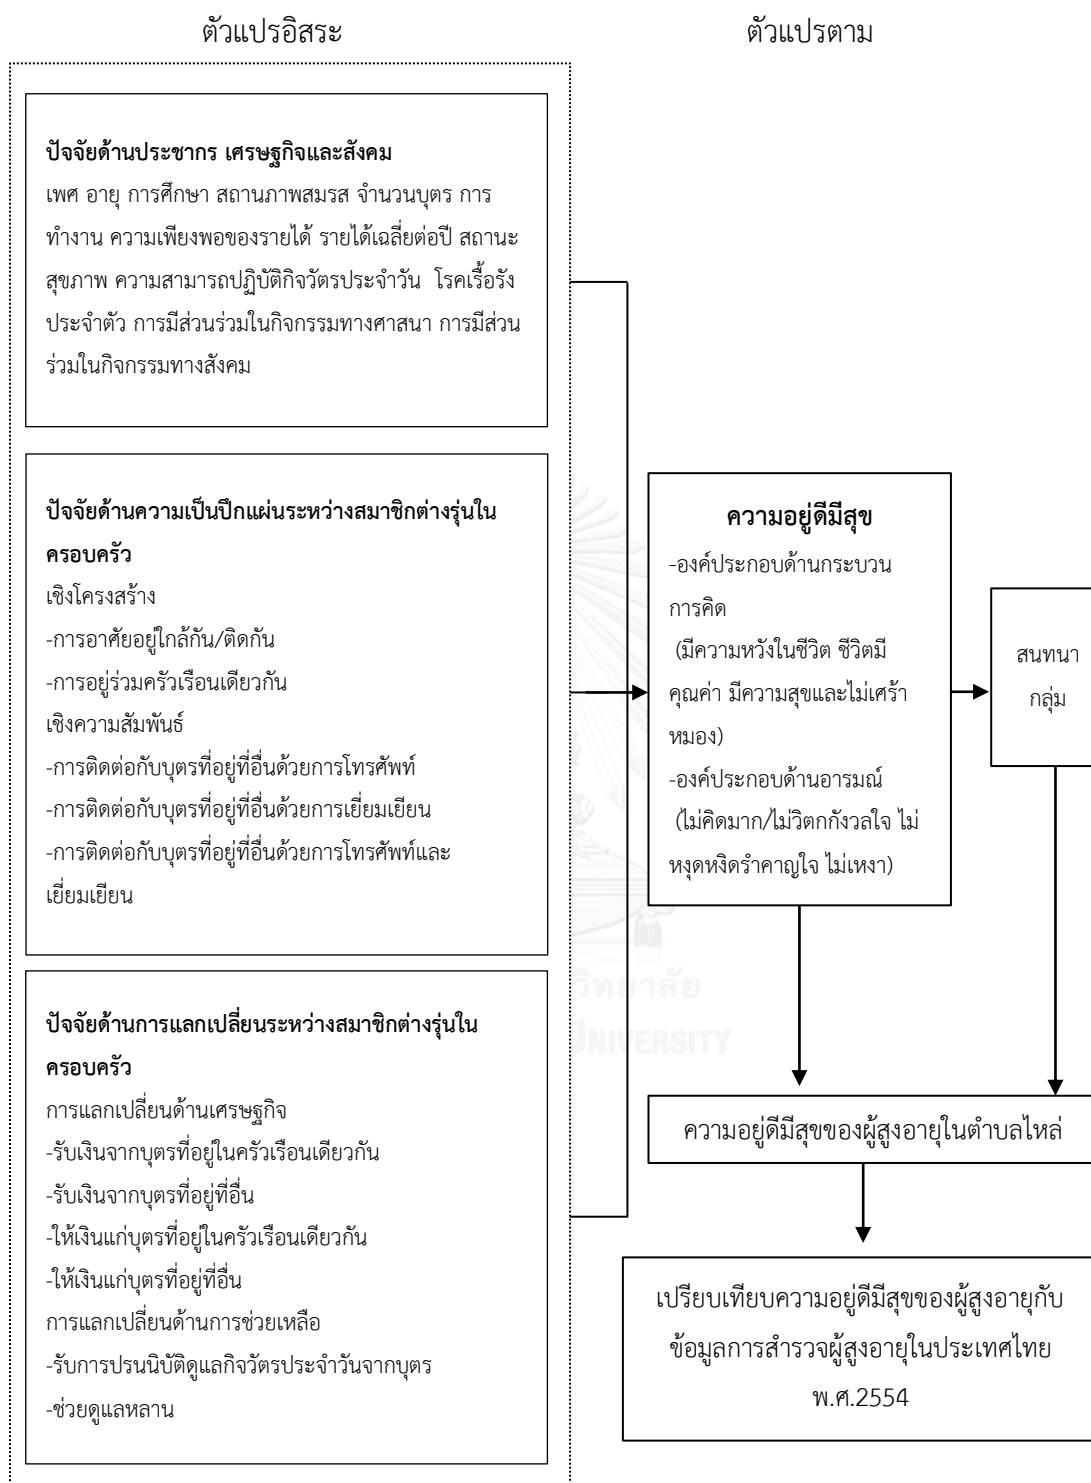 ตัวแปรอิสระ
ตัวแปรตาม
ปัจจัยด้านประชากร เศรษฐกิจและสังคม
เพศ อายุ การศึกษา สถานภาพสมรส จำนวนบุตร การ
ทำงาน ความเพียงพอของรายได้ รายได้เฉลี่ยต่อปี สถานะ
สุขภาพ ความสามารถปฏิบัติกิจวัตรประจำวัน โรคเรื้อรัง
ประจำตัว การมีส่วนร่วมในกิจกรรมทางศาสนา การมีส่วน
ร่วมในกิจกรรมทางสังคม
ปัจจัยด้านความเป็นปึกแผ่นระหว่างสมาชิกต่างรุ่นใน
ครอบครัว
เชิงโครงสร้าง
-การอาศัยอยู่ใกล้กัน/ติดกัน
-การอยู่ร่วมครัวเรือนเดียวกัน
เชิงความสัมพันธ์
-การติดต่อกับบุตรที่อยู่ที่อื่นด้วยการโทรศัพท์
-การติดต่อกับบุตรที่อยู่ที่อื่นด้วยการเยี่ยมเยียน
-การติดต่อกับบุตรที่อยู่ที่อื่นด้วยการโทรศัพท์และ
เยี่ยมเยียน
ปัจจัยด้านการแลกเปลี่ยนระหว่างสมาชิกต่างรุ่นใน
ครอบครัว
การแลกเปลี่ยนด้านเศรษฐกิจ
-รับเงินจากบุตรที่อยู่ในครัวเรือนเดียวกัน
-รับเงินจากบุตรที่อยู่ที่อื่น
-ให้เงินแก่บุตรที่อยู่ในครัวเรือนเดียวกัน
-ให้เงินแก่บุตรที่อยู่ที่อื่น
การแลกเปลี่ยนด้านการช่วยเหลือ
-รับการปรนนิบัติดูแลกิจวัตรประจำวันจากบุตร
-ช่วยดูแลหลาน
ความอยู่ดีมีสุข
-องค์ประกอบด้านกระบวน
การคิด
(มีความหวังในชีวิต ชีวิตมี
คุณค่า มีความสุขและไม่เศร้า
หมอง)
-องค์ประกอบด้านอารมณ์
(ไม่คิดมาก/ไม่วิตกกังวลใจ ไม่
หงุดหงิดรำคาญใจ ไม่เหงา)
สนทนา
กลุ่ม
วิทยาลัย
UNIVERSITY
ความอยู่ดีมีสุขของผู้สูงอายุในตำบลไหล่
เปรียบเทียบความอยู่ดีมีสุขของผู้สูงอายุกับ
ข้อมูลการสำรวจผู้สูงอายุในประเทศไทย
พ.ศ.2554